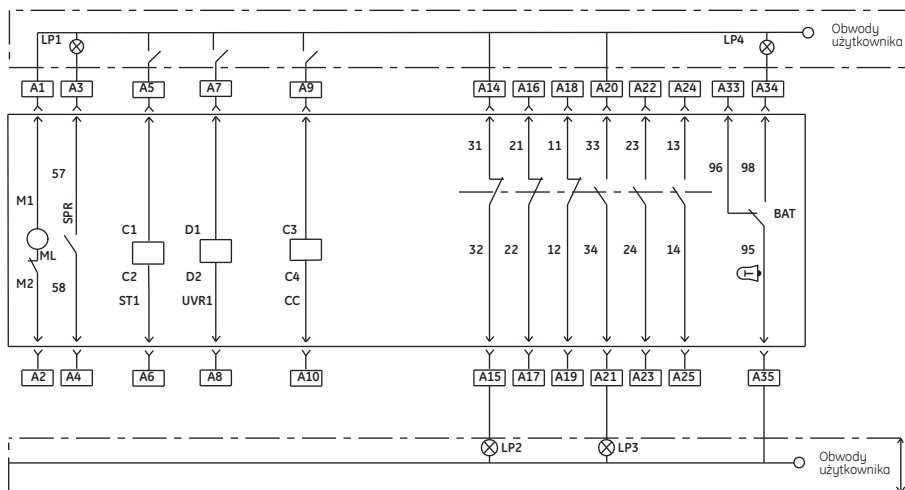 LP1
LP4
Obwody
użytkownika
A1 A3 A5 A7 A9 A14 A16 A18 A20 A22 A24 A33 A34
31 21 11 33 23 13
57 96 98
M1 SPR
C1 D1 C3 BAT
ML
M2 58 C2 D2 C4 32 22 12 34 24 14 95
T
ST1 UVR1 CC
A2 A4 A6 A8 A10 A15 A17 A19 A21 A23 A25 A35
LP2 LP3
Obwody
użytkownika